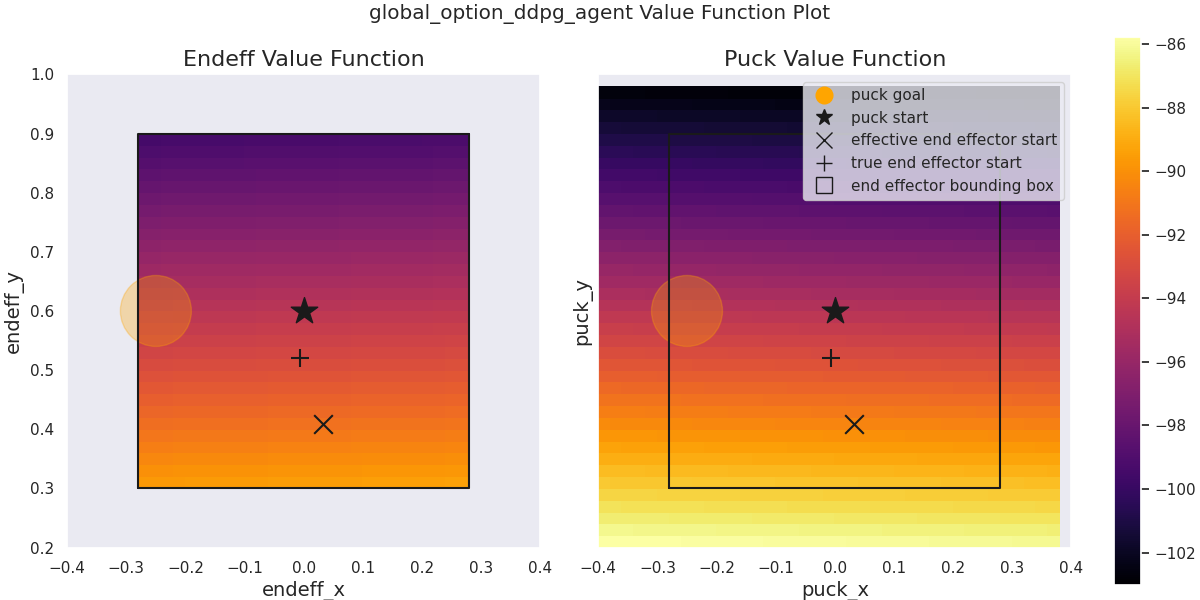 global_option_ddpg_agent Value Function Plot
Endeff Value Function
1.0
0.9
0.8
0.7
0.6
0.5
0.4
0.3
0.2
endeff_y
−0.4 −0.3 −0.2 −0.1 0.0 0.1 0.2 0.3 0.4
endeff_x
Puck Value Function
puck goal
puck start
effective end effector start
true end effector start
end effector bounding box
puck_y
−0.4 −0.3 −0.2 −0.1 0.0 0.1 0.2 0.3 0.4
puck_x
−86
−88
−90
−92
−94
−96
−98
−100
−102